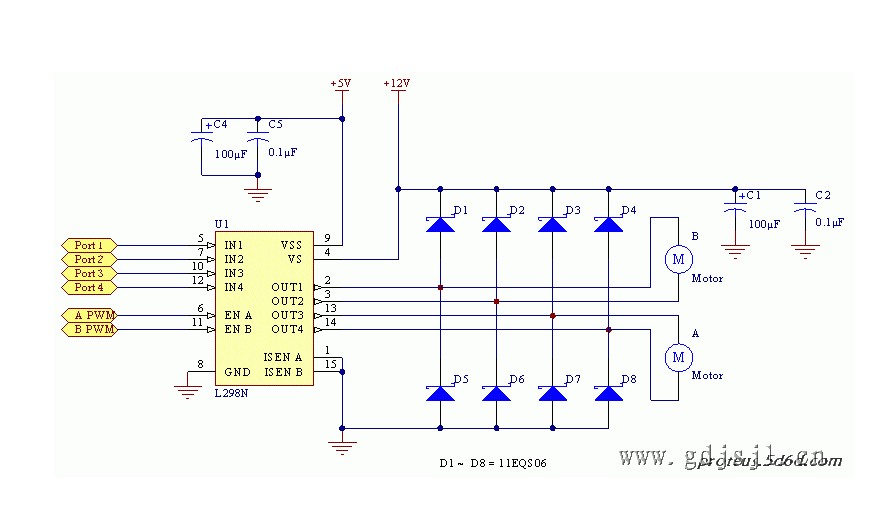 +5V +12V
+ C4 C5
100μF 0.1μF
D1 D2 D3 D4
+ C1 C2
100μF 0.1μF
U1
Port 1 5 IN1 VSS 9
Port 2 7 IN2 VS 4
Port 3 10 IN3
Port 4 12 IN4 OUT1 2
OUT2 3
A PWM 6 EN A OUT3 13
B PWM 11 EN B OUT4 14
ISEN A 1
8 GND ISEN B 15
L298N
B
M
Motor
A
M
Motor
D5 D6 D7 D8
D1 ~ D8 = 11EQS06
www.gdjsjl.cn
proteus.5d6d.com